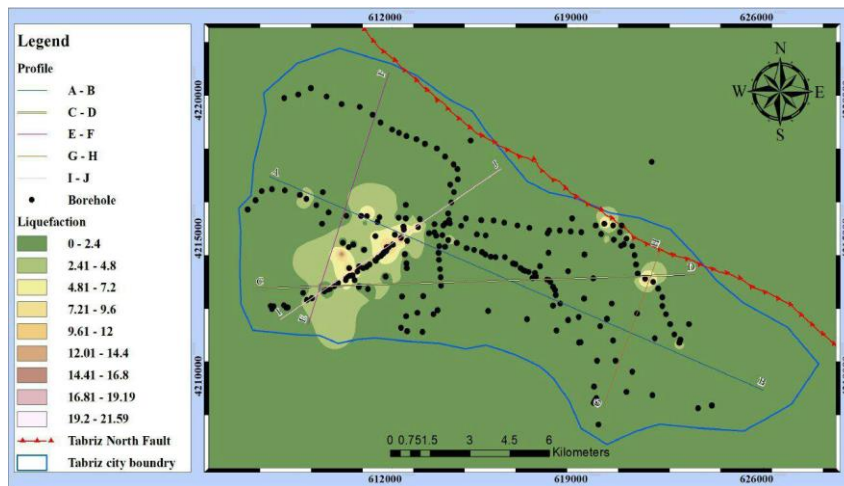 612000 619000 626000
Legend
Profile
A - B
C - D
E - F
G - H
I - J
Borehole
Liquefaction
0 - 2.4
2.41 - 4.8
4.81 - 7.2
7.21 - 9.6
9.61 - 12
12.01 - 14.4
14.41 - 16.8
16.81 - 19.19
19.2 - 21.59
Tabriz North Fault
Tabriz city boundry
4220000
4215000
4210000
N
W E
S
A
C
D
0 0.75 1.5 3 4.5 6
Kilometers
612000 619000 626000